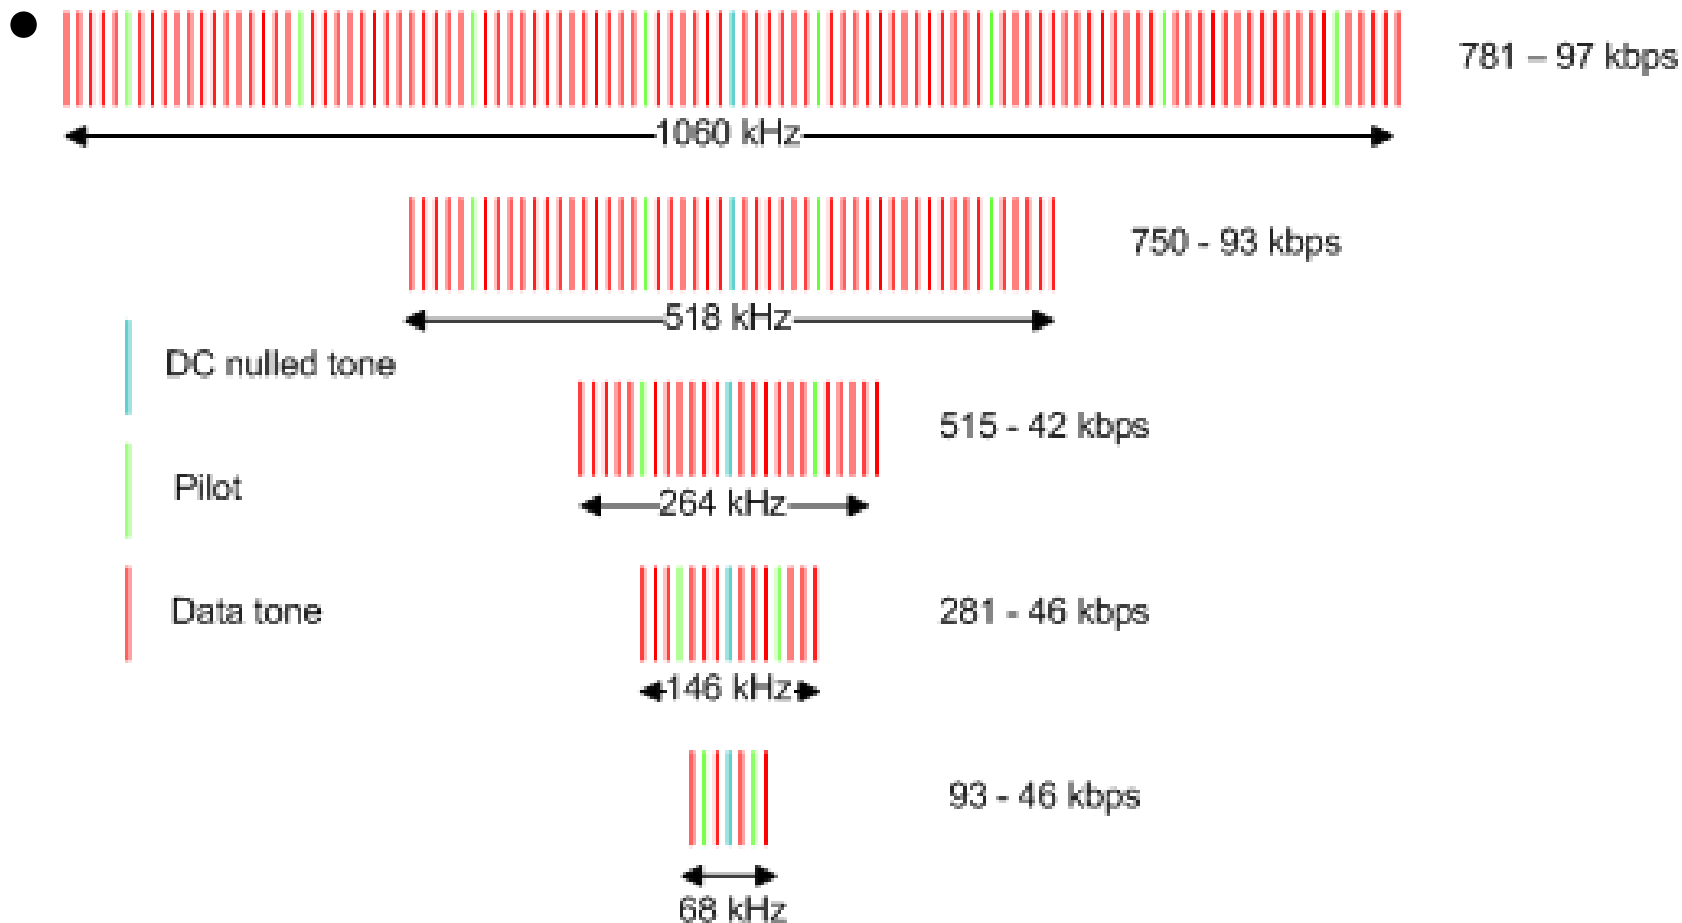 781 – 97 kbps
1060 kHz
750 - 93 kbps
518 kHz
DC nulled tone
515 - 42 kbps
Pilot
264 kHz
Data tone
281 - 46 kbps
146 kHz
93 - 46 kbps
68 kHz